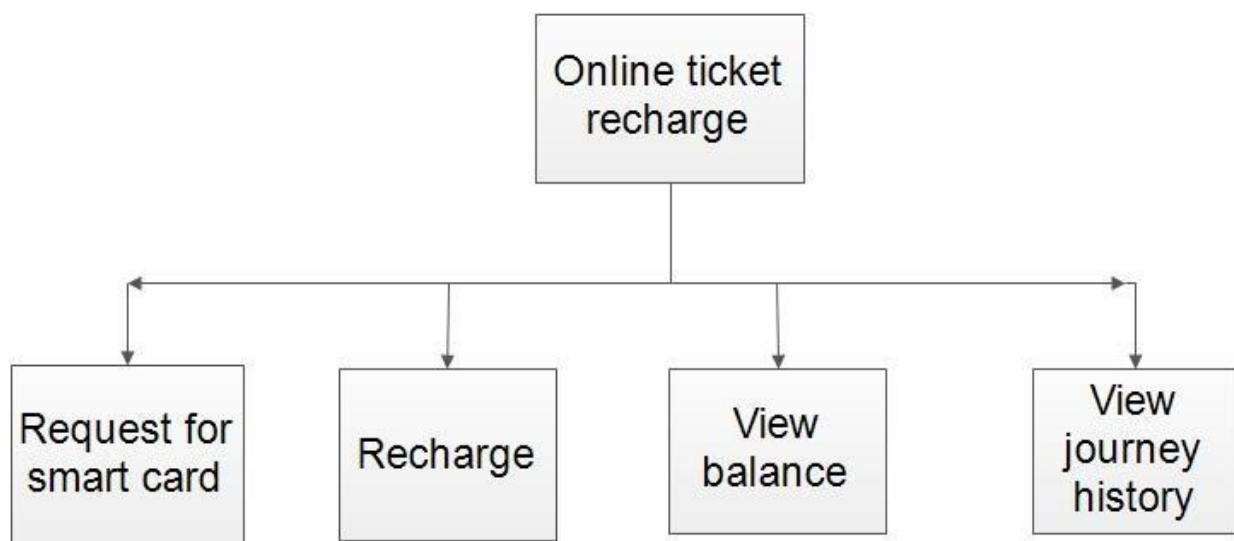 Online ticket
recharge
Request for
smart card
Recharge
View
balance
View
journey
history